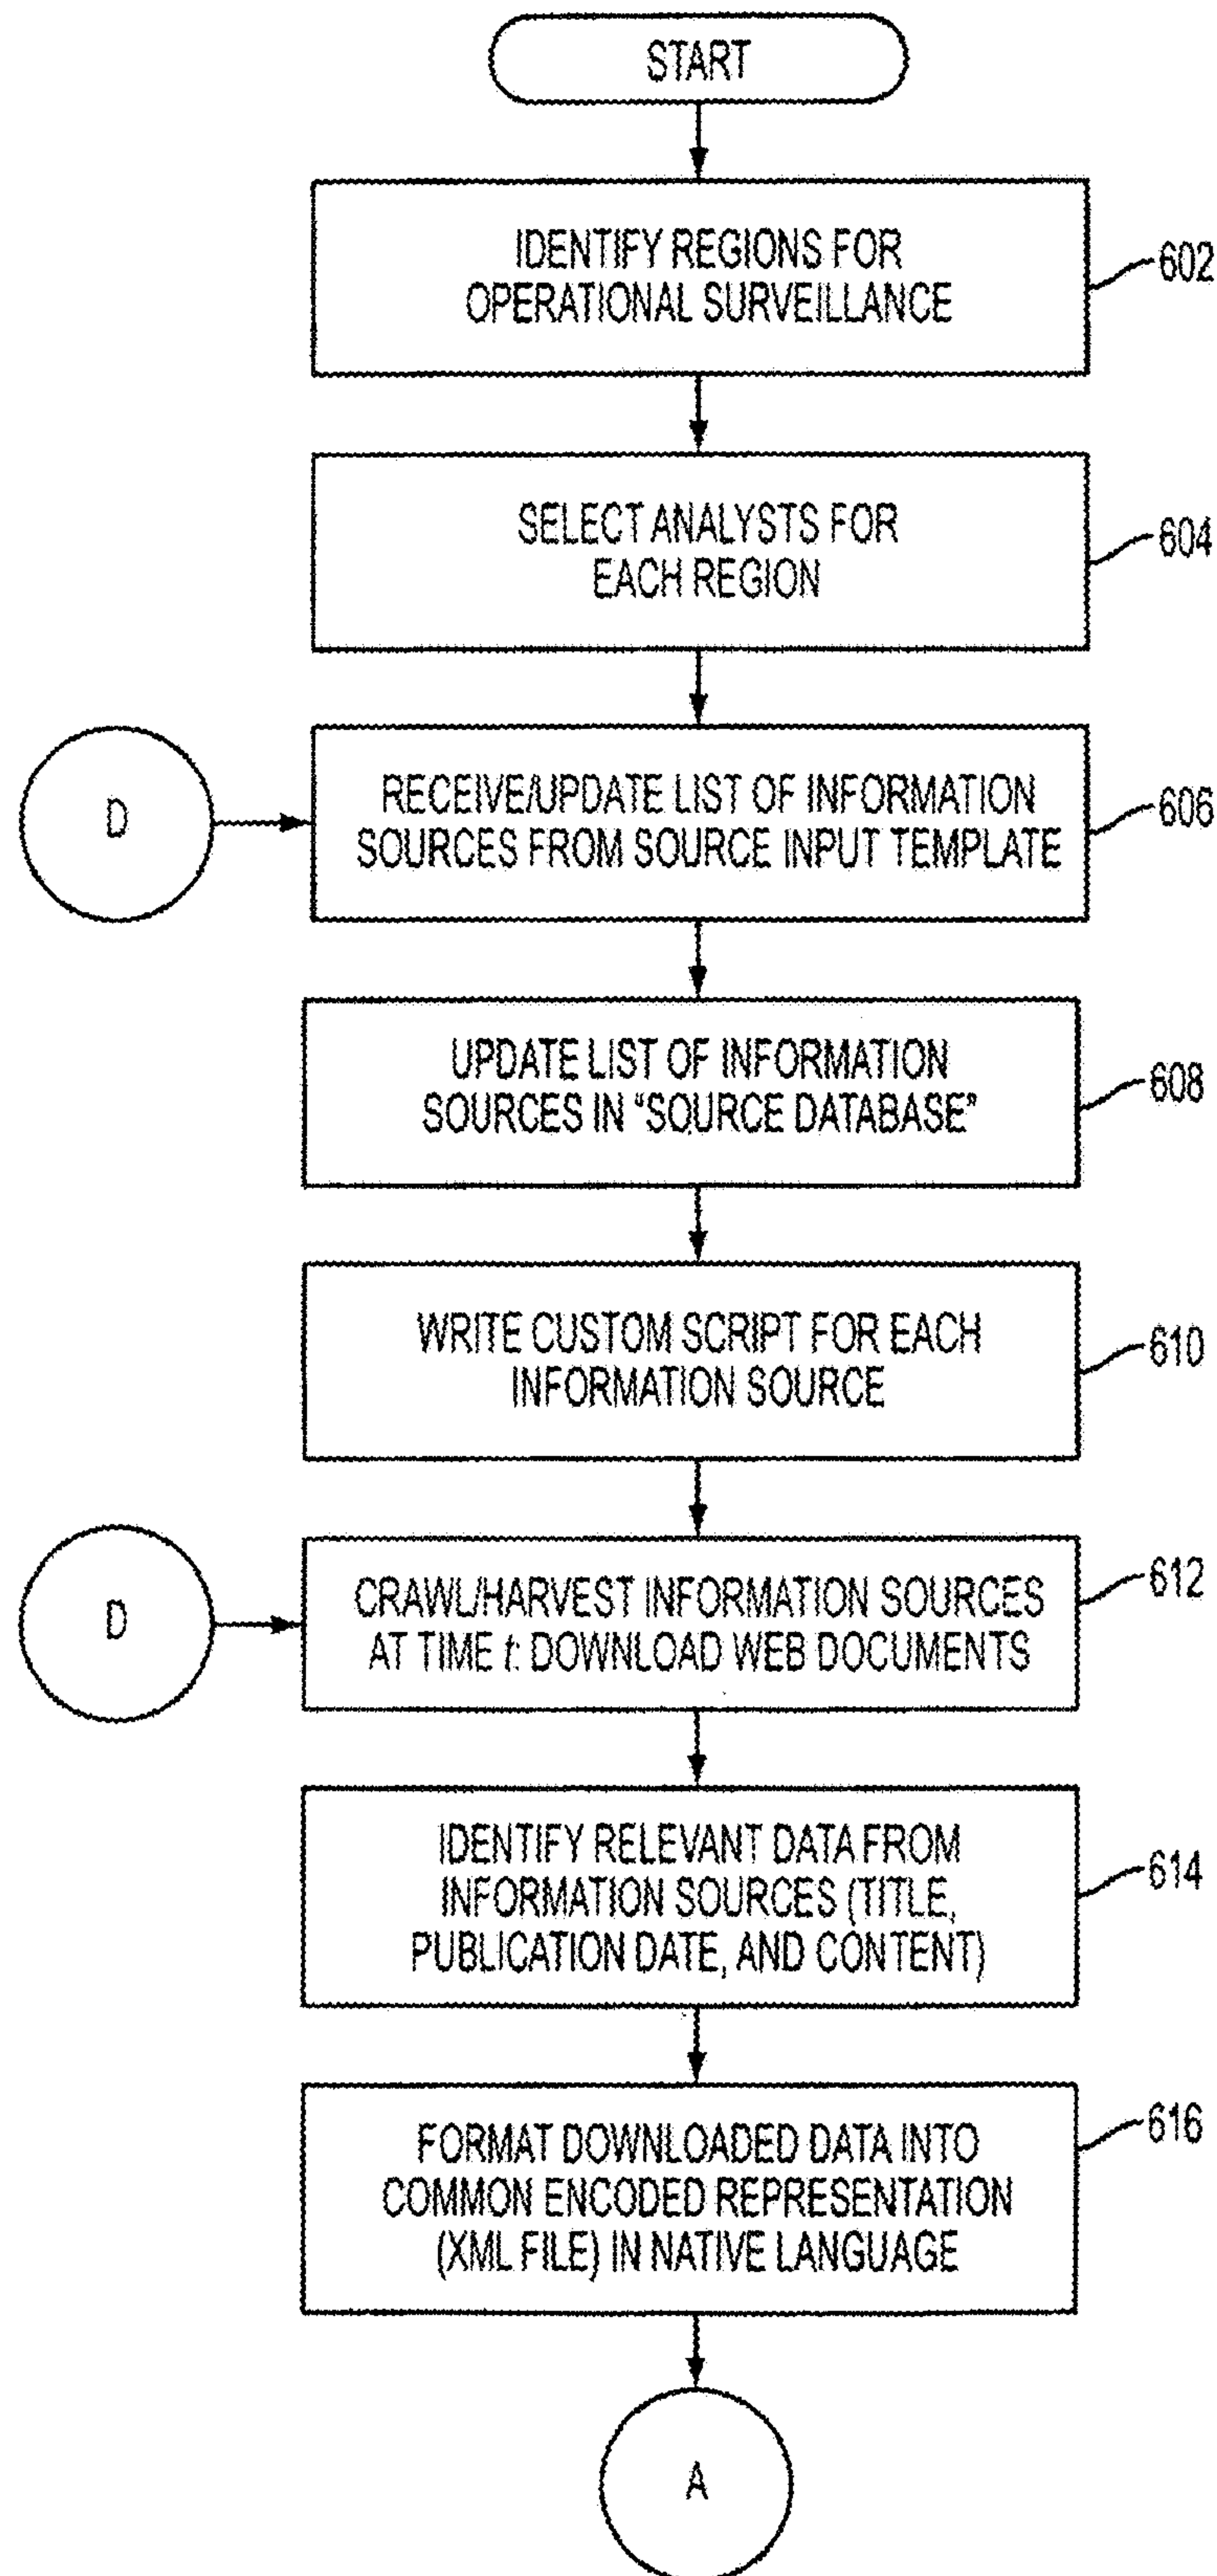 START
IDENTIFY REGIONS FOR
OPERATIONAL SURVEILLANCE
602
SELECT ANALYSTS FOR
EACH REGION
604
D
RECEIVE/UPDATE LIST OF INFORMATION
SOURCES FROM SOURCE INPUT TEMPLATE
606
UPDATE LIST OF INFORMATION
SOURCES IN "SOURCE DATABASE"
608
WRITE CUSTOM SCRIPT FOR EACH
INFORMATION SOURCE
610
D
CRAWL/HARVEST INFORMATION SOURCES
AT TIME t: DOWNLOAD WEB DOCUMENTS
612
IDENTIFY RELEVANT DATA FROM
INFORMATION SOURCES (TITLE,
PUBLICATION DATE, AND CONTENT)
614
FORMAT DOWNLOADED DATA INTO
COMMON ENCODED REPRESENTATION
(XML FILE) IN NATIVE LANGUAGE
616
A